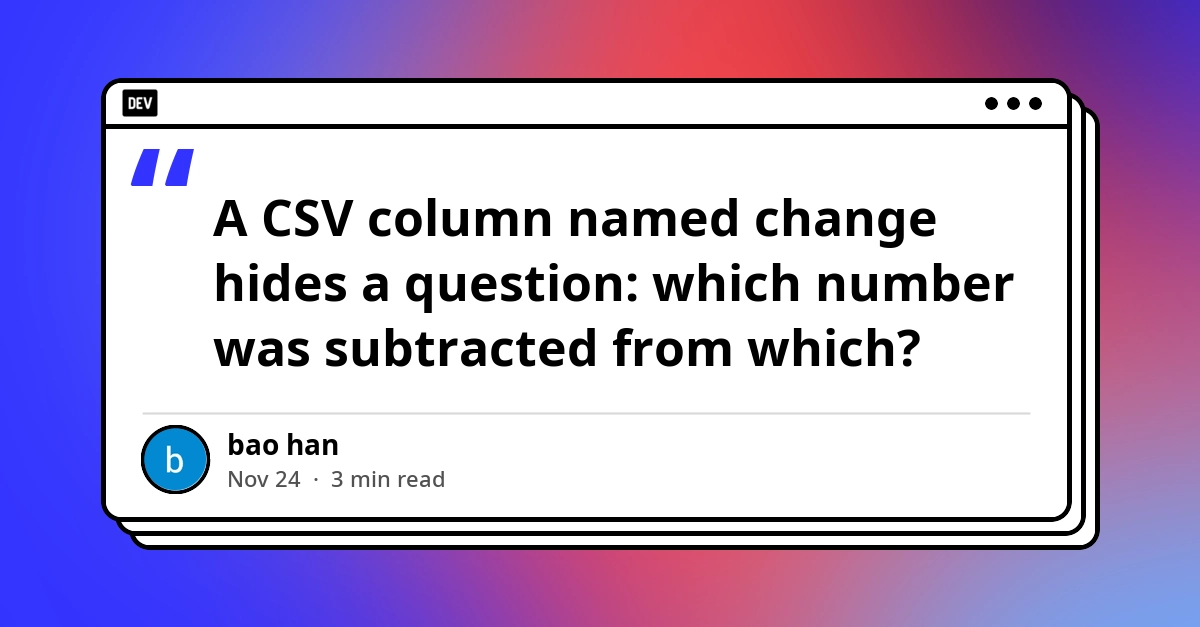 DEV
“
A CSV column named change
hides a question: which number
was subtracted from which?
b
bao han
Nov 24 · 3 min read